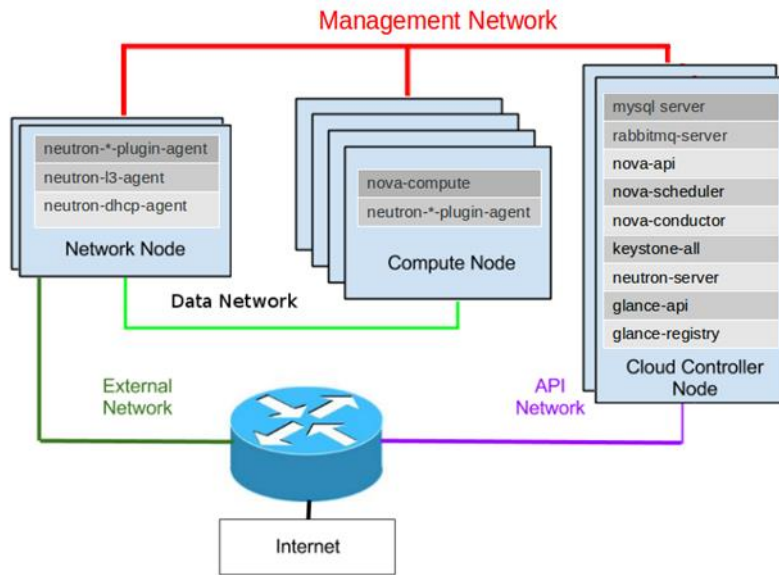 Management Network
neutron-*-plugin-agent
neutron-l3-agent
neutron-dhcp-agent
Network Node
nova-compute
neutron-*-plugin-agent
Compute Node
mysql server
rabbitmq-server
nova-api
nova-scheduler
nova-conductor
keystone-all
neutron-server
glance-api
glance-registry
Cloud Controller
Node
Data Network
External
Network
API
Network
Internet